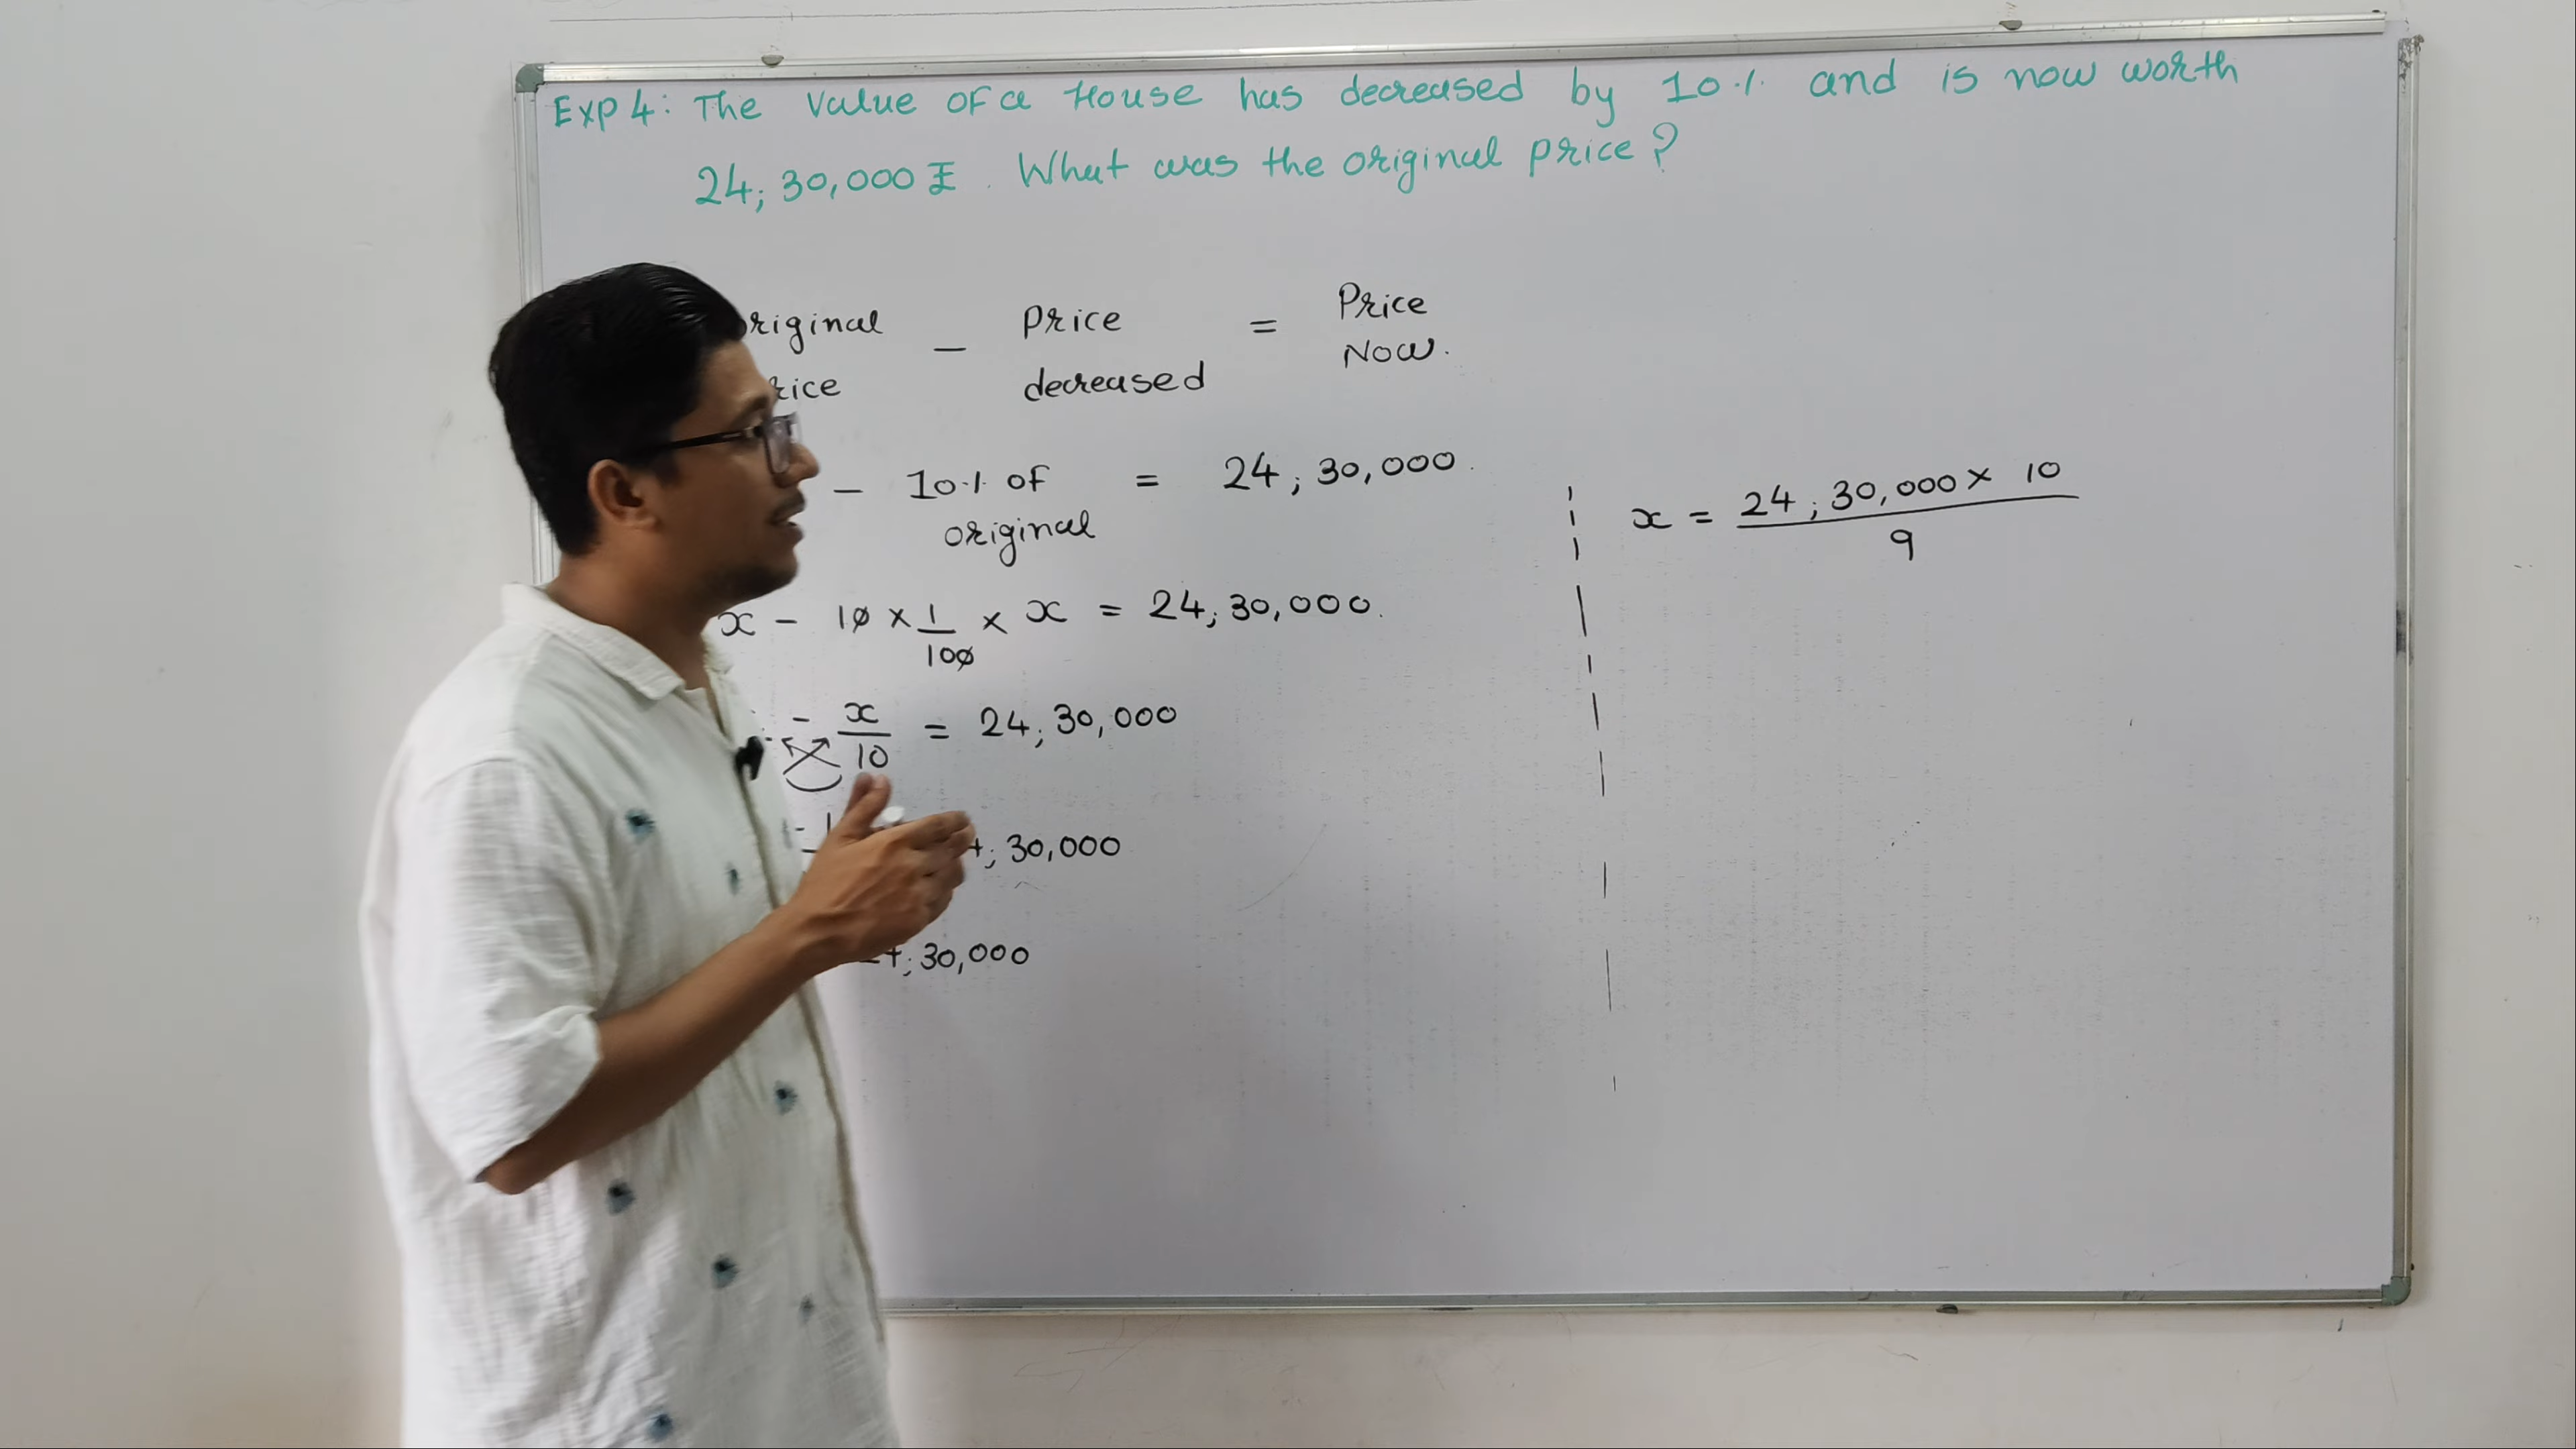 Exp 4: The value of a House has decreased by 10% and is now worth
24,30,000 ₹. What was the original price?
riginal
rice
- Price
decreased
= Price
Now.
- 10% of
original
= 24,30,000.
x - 10 × 1/100 × x = 24,30,000.
- x/10 = 24,30,000
,30,000
,30,000
x = 24,30,000 × 10
9